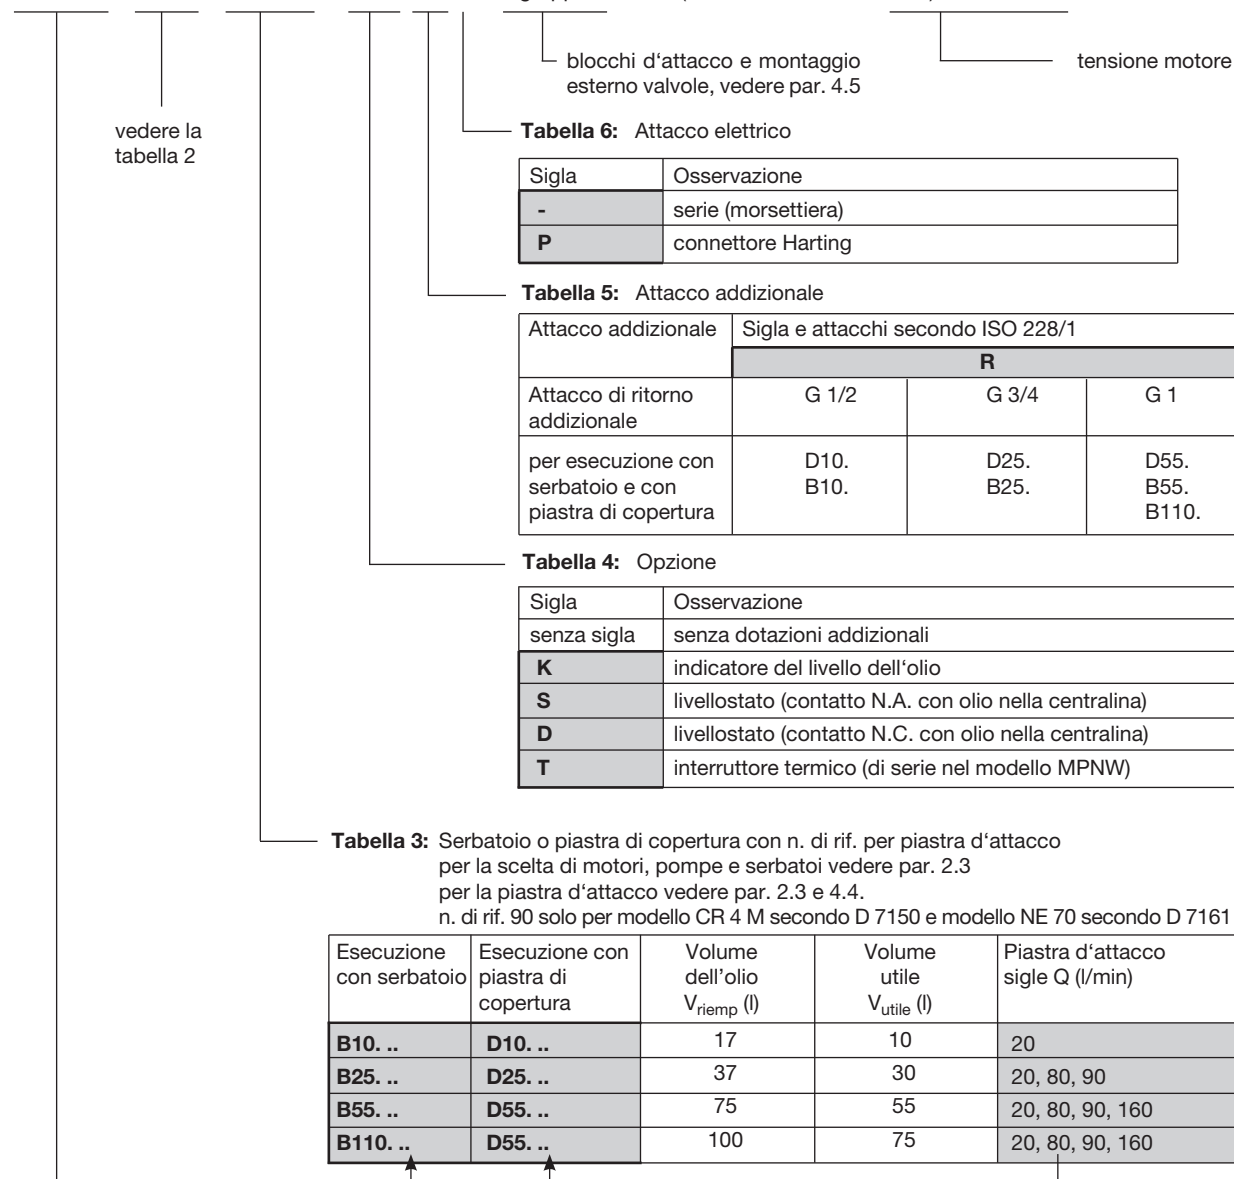 blocchi d‘attacco e montaggio
esterno valvole, vedere par. 4.5
tensione motore
vedere la
tabella 2
Tabella 6: Attacco elettrico
Sigla Osservazione
- serie (morsettiera)
P connettore Harting
Tabella 5: Attacco addizionale
Attacco addizionale Sigla e attacchi secondo ISO 228/1
R
Attacco di ritorno G 1/2 G 3/4 G 1
addizionale
per esecuzione con D10. D25. D55.
serbatoio e con B10. B25. B55.
piastra di copertura B110.
Tabella 4: Opzione
Sigla Osservazione
senza sigla senza dotazioni addizionali
K indicatore del livello dell‘olio
S livellostato (contatto N.A. con olio nella centralina)
D livellostato (contatto N.C. con olio nella centralina)
T interruttore termico (di serie nel modello MPNW)
Tabella 3: Serbatoio o piastra di copertura con n. di rif. per piastra d‘attacco
per la scelta di motori, pompe e serbatoi vedere par. 2.3
per la piastra d‘attacco vedere par. 2.3 e 4.4.
n. di rif. 90 solo per modello CR 4 M secondo D 7150 e modello NE 70 secondo D 7161
Esecuzione Esecuzione con Volume Volume Piastra d‘attacco
con serbatoio piastra di dell’olio utile sigle Q (l/min)
copertura Vriemp (l) Vutile (l)
B10. .. D10. .. 17 10 20
B25. .. D25. .. 37 30 20, 80, 90
B55. .. D55. .. 75 55 20, 80, 90, 160
B110. .. D55. .. 100 75 20, 80, 90, 160